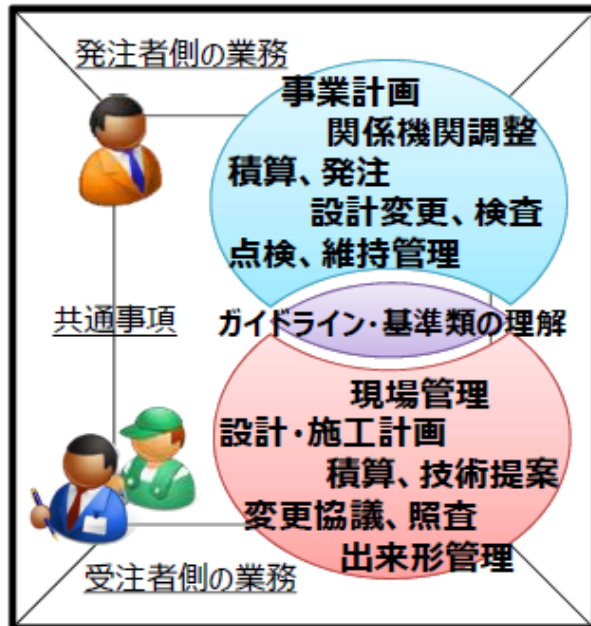 発注者側の業務
事業計画
関係機関調整
積算、発注
設計変更、検査
点検、維持管理
共通事項
ガイドライン・基準類の理解
現場管理
設計・施工計画
積算、技術提案
変更協議、照査
出来形管理
受注者側の業務